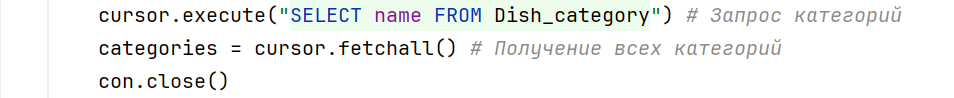 cursor.execute("SELECT name FROM Dish_category") # Запрос категорий
categories = cursor.fetchall() # Получение всех категорий
con.close()